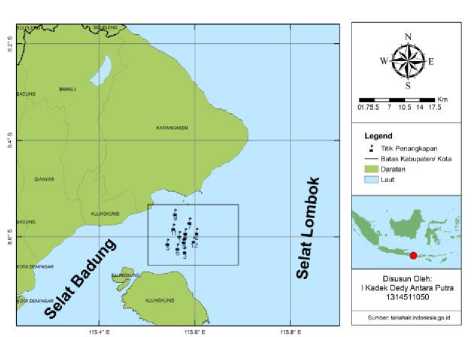 BULELENG
BULELENG
BADUNG
BANGLI
KARANGASEM
GIANYAR
KLUNGKUNG
BADUNG
KOTA DENPASAR
KLUNGKUNG
KOTA DENPASAR
KLUNGKUNG
Selat Badung
Selat Lombok
8.2° S
8.4° S
8.6° S
115.4° E
115.6° E
115.8° E
N
W
E
S
Km
01.75 3.5 7 10.5 14 17.5
Legend
Titik Penangkapan
Batas Kabupaten/ Kota
Daratan
Laut
Disusun Oleh:
I Kadek Dedy Antara Putra
1314511050
Sumber: tanahair.indonesia.go.id